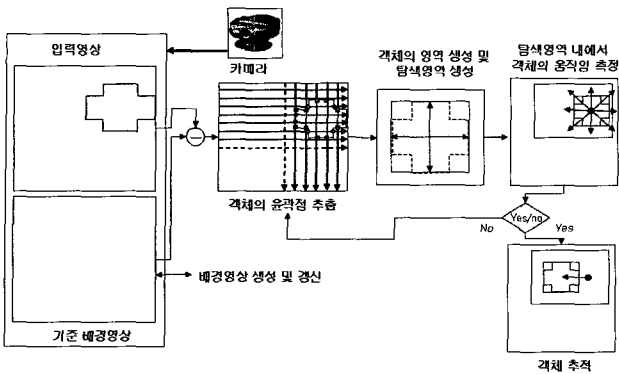 입력영상
카메라
객체의 영역 생성 및
탐색영역 생성
탐색영역 내에서
객체의 움직임 측정
객체의 윤곽점 추출
Yes/no
No
Yes
배경영상 생성 및 갱신
기준 배경영상
객체 추적